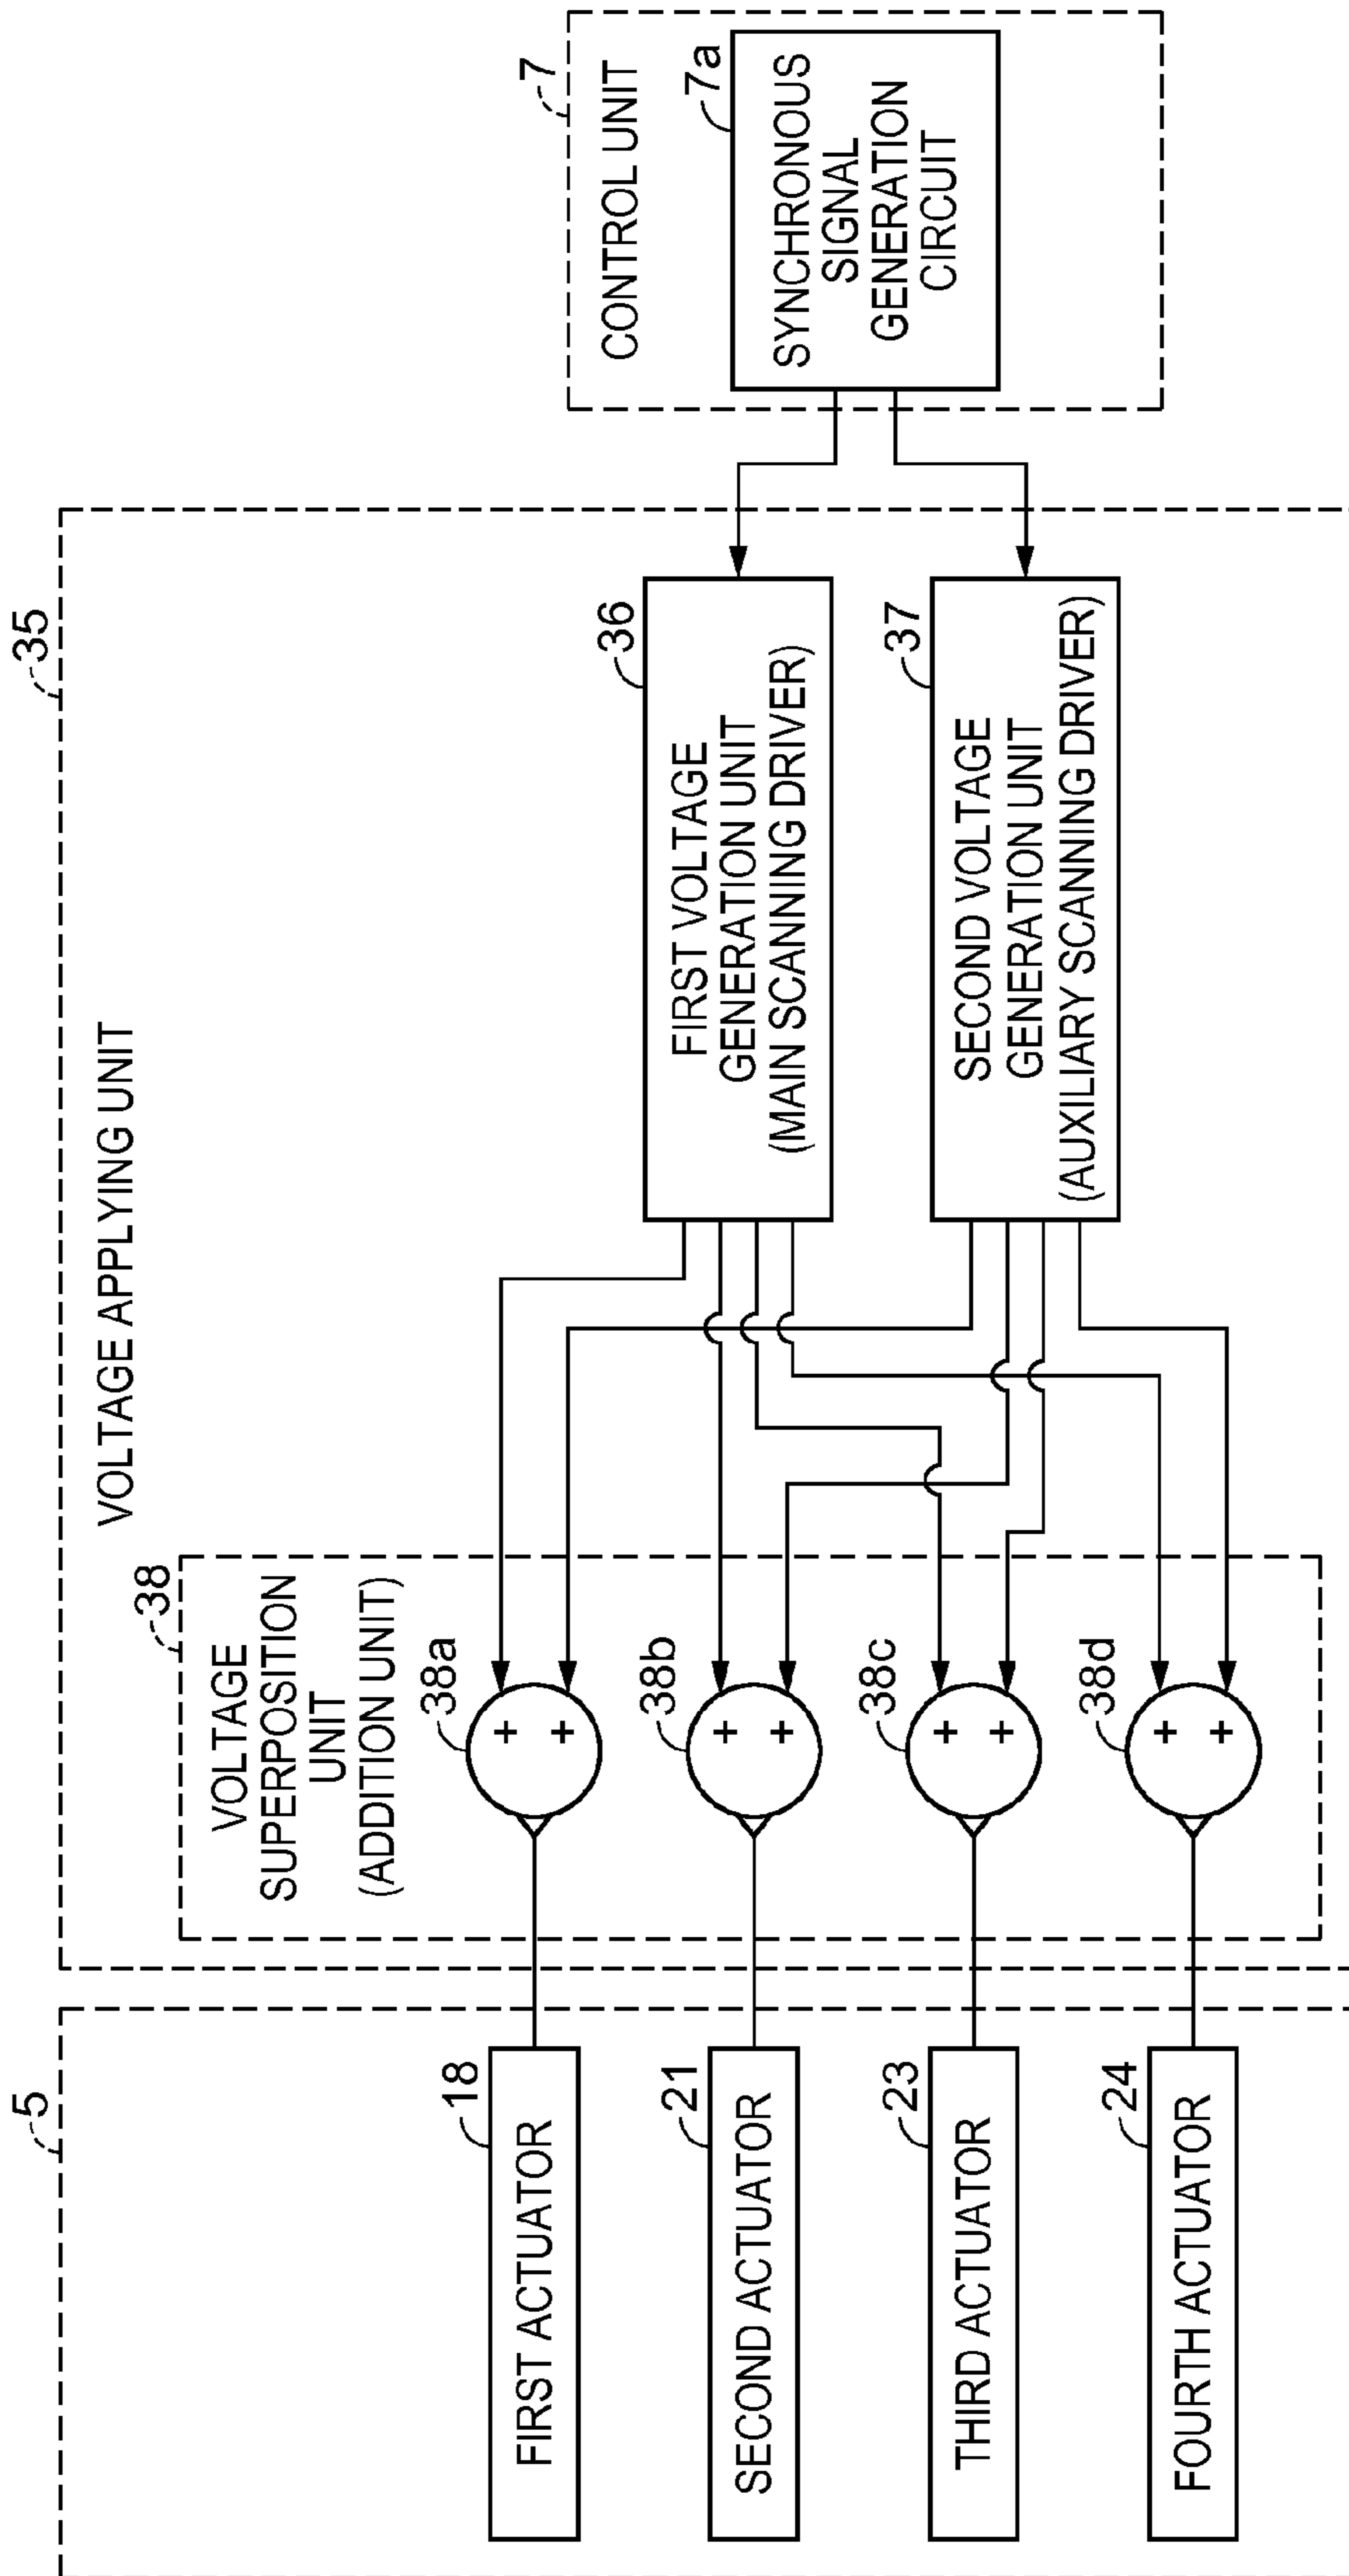 5
35
VOLTAGE APPLYING UNIT
38
VOLTAGE
SUPERPOSITION
UNIT
(ADDITION UNIT)
7
CONTROL UNIT
18
FIRST ACTUATOR
38a
+
+
36
FIRST VOLTAGE
GENERATION UNIT
(MAIN SCANNING DRIVER)
7a
SYNCHRONOUS
SIGNAL
GENERATION
CIRCUIT
21
SECOND ACTUATOR
38b
+
+
23
THIRD ACTUATOR
38c
+
+
37
SECOND VOLTAGE
GENERATION UNIT
(AUXILIARY SCANNING DRIVER)
24
FOURTH ACTUATOR
38d
+
+